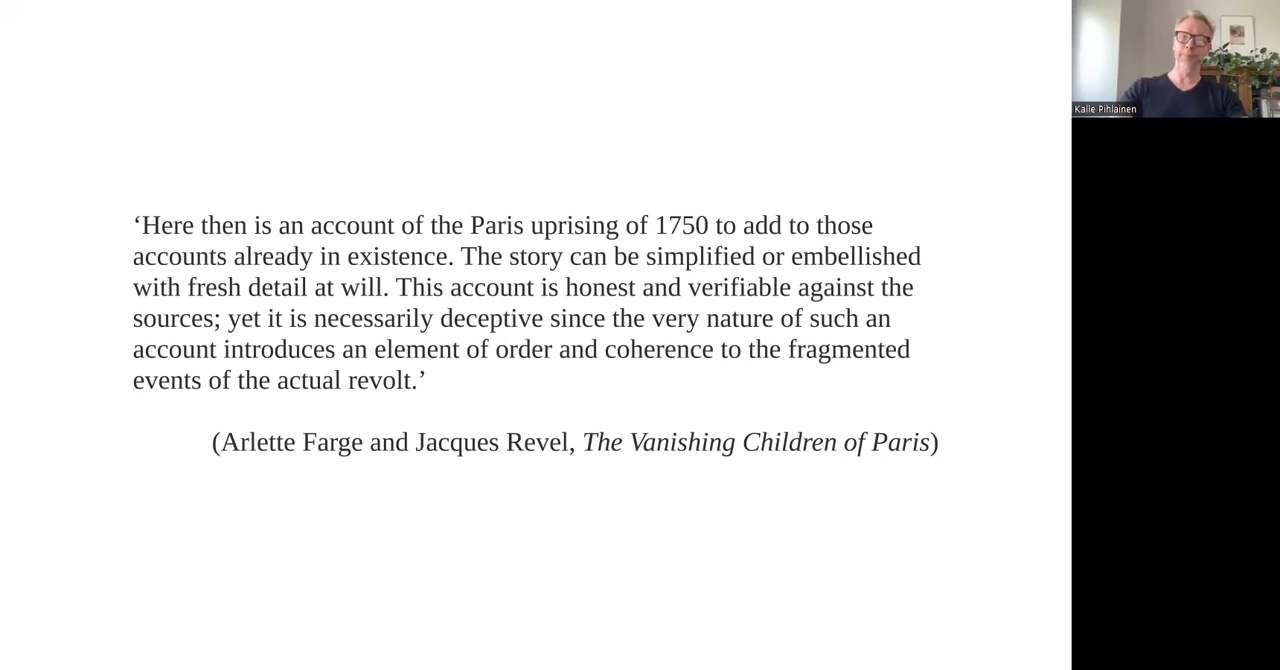 ‘Here then is an account of the Paris uprising of 1750 to add to those
accounts already in existence. The story can be simplified or embellished
with fresh detail at will. This account is honest and verifiable against the
sources; yet it is necessarily deceptive since the very nature of such an
account introduces an element of order and coherence to the fragmented
events of the actual revolt.’
(Arlette Farge and Jacques Revel, The Vanishing Children of Paris)
Kalle Pihlainen